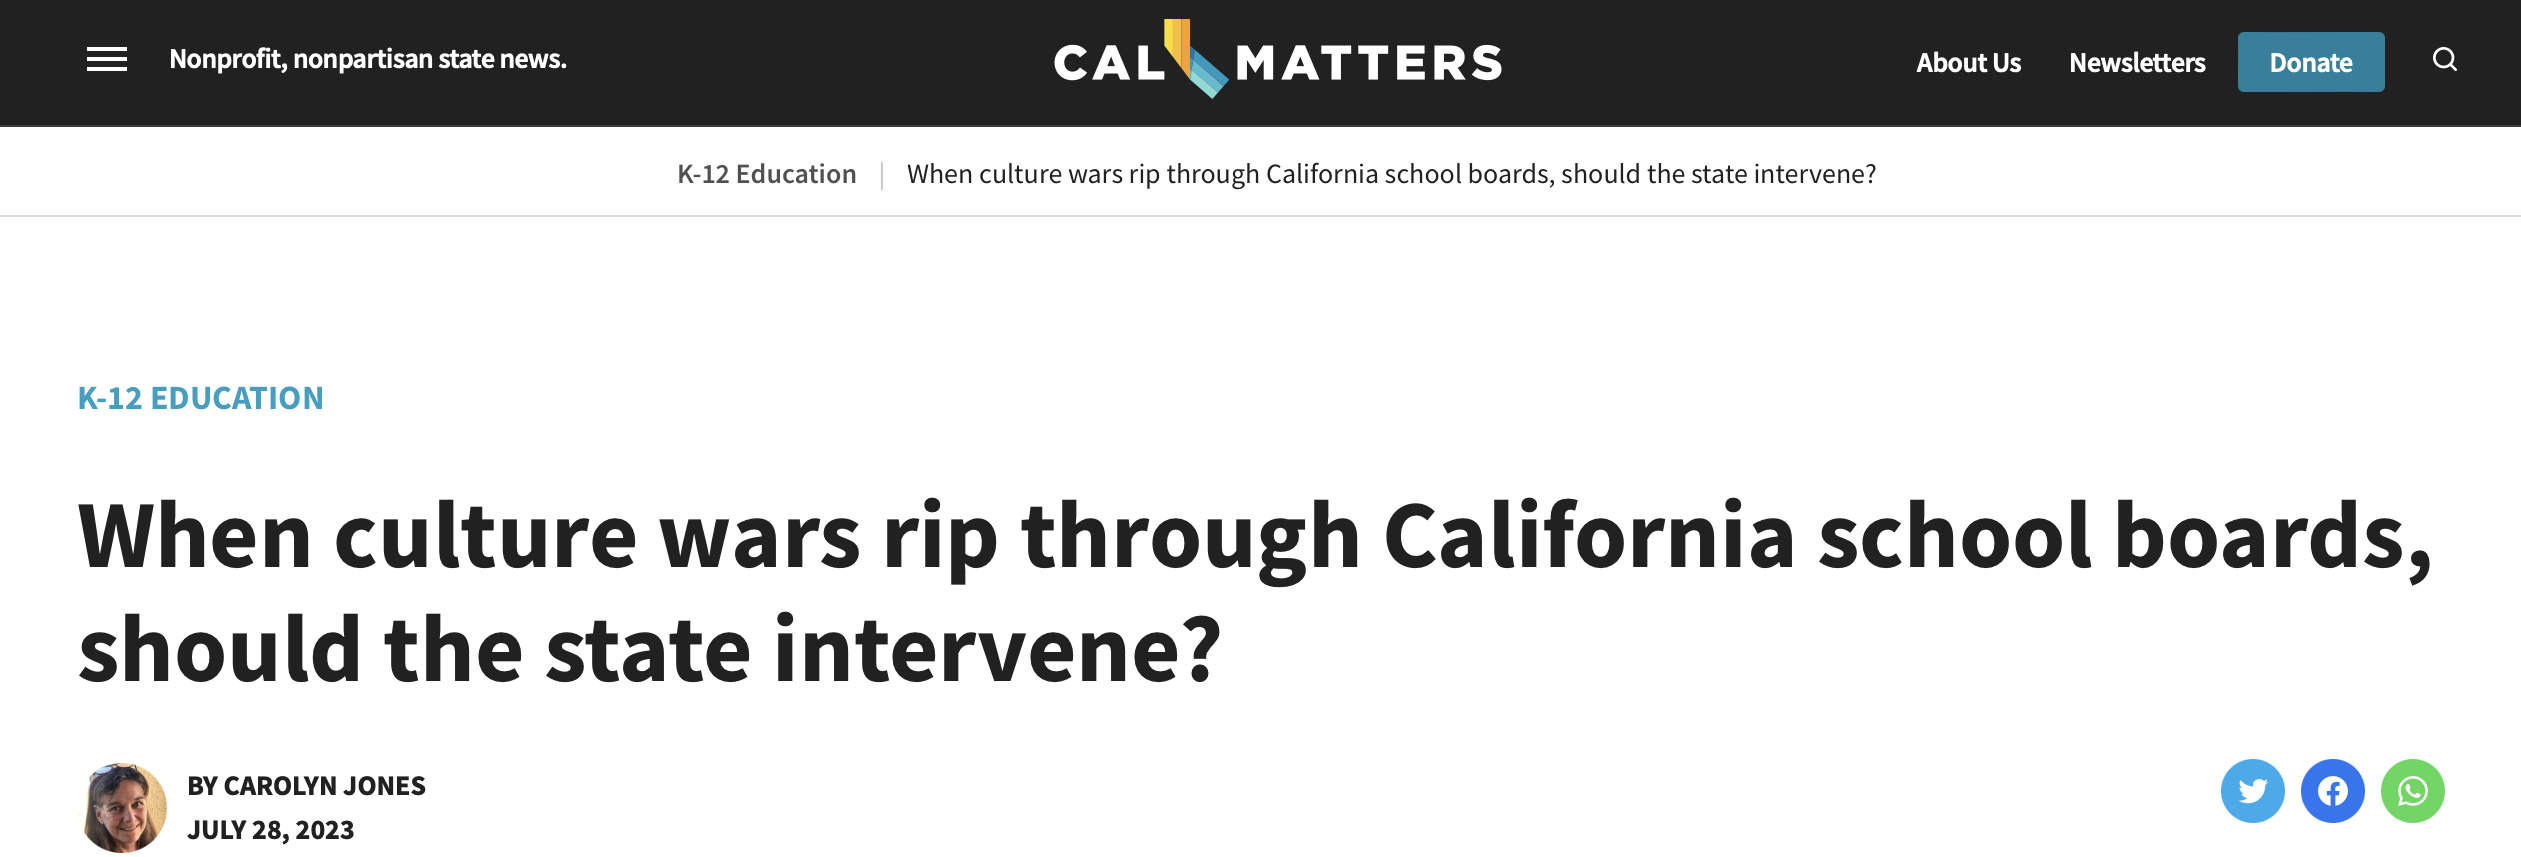 Nonprofit, nonpartisan state news.
CAL MATTERS
About Us
Newsletters
Donate
K-12 Education | When culture wars rip through California school boards, should the state intervene?
K-12 EDUCATION
When culture wars rip through California school boards,
should the state intervene?
BY CAROLYN JONES
JULY 28, 2023